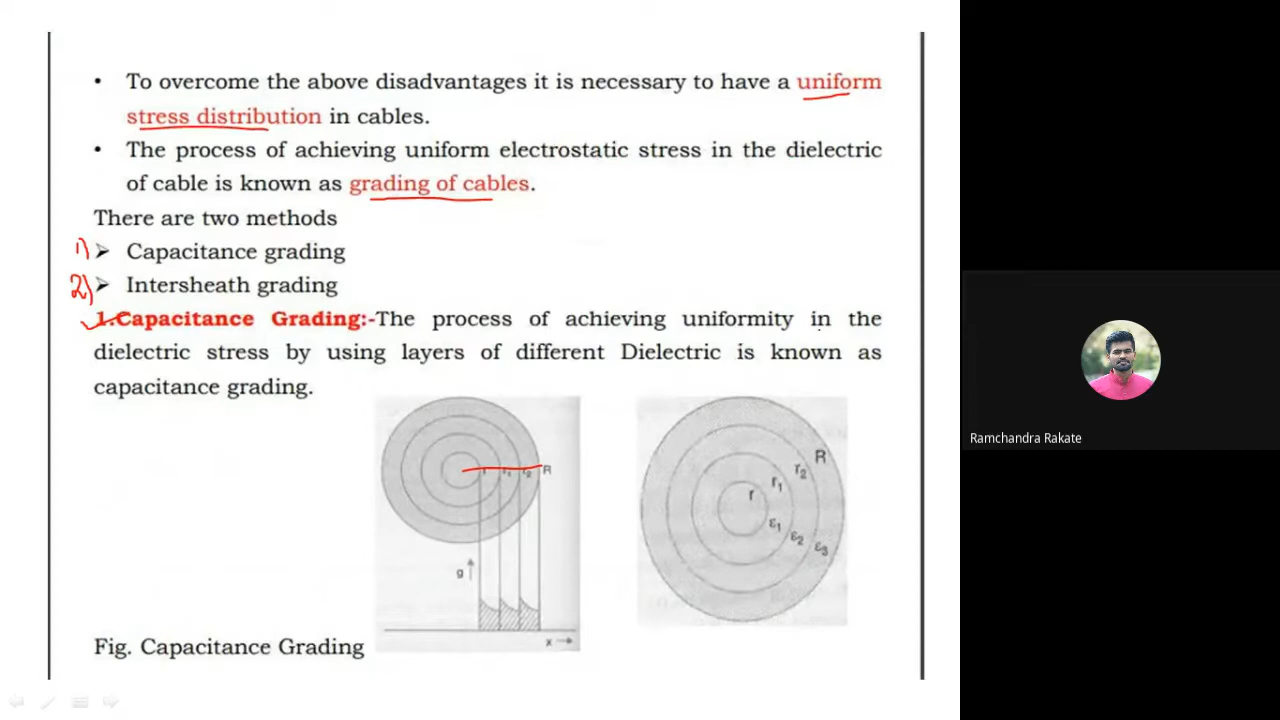 • To overcome the above disadvantages it is necessary to have a uniform
stress distribution in cables.
• The process of achieving uniform electrostatic stress in the dielectric
of cable is known as grading of cables.
There are two methods
1) ➢ Capacitance grading
2) ➢ Intersheath grading
1.Capacitance Grading:-The process of achieving uniformity in the
dielectric stress by using layers of different Dielectric is known as
capacitance grading.
r r₁ r₂ R
g
x
r r₁ r₂ R
ε₁ ε₂ ε₃
Fig. Capacitance Grading
Ramchandra Rakate